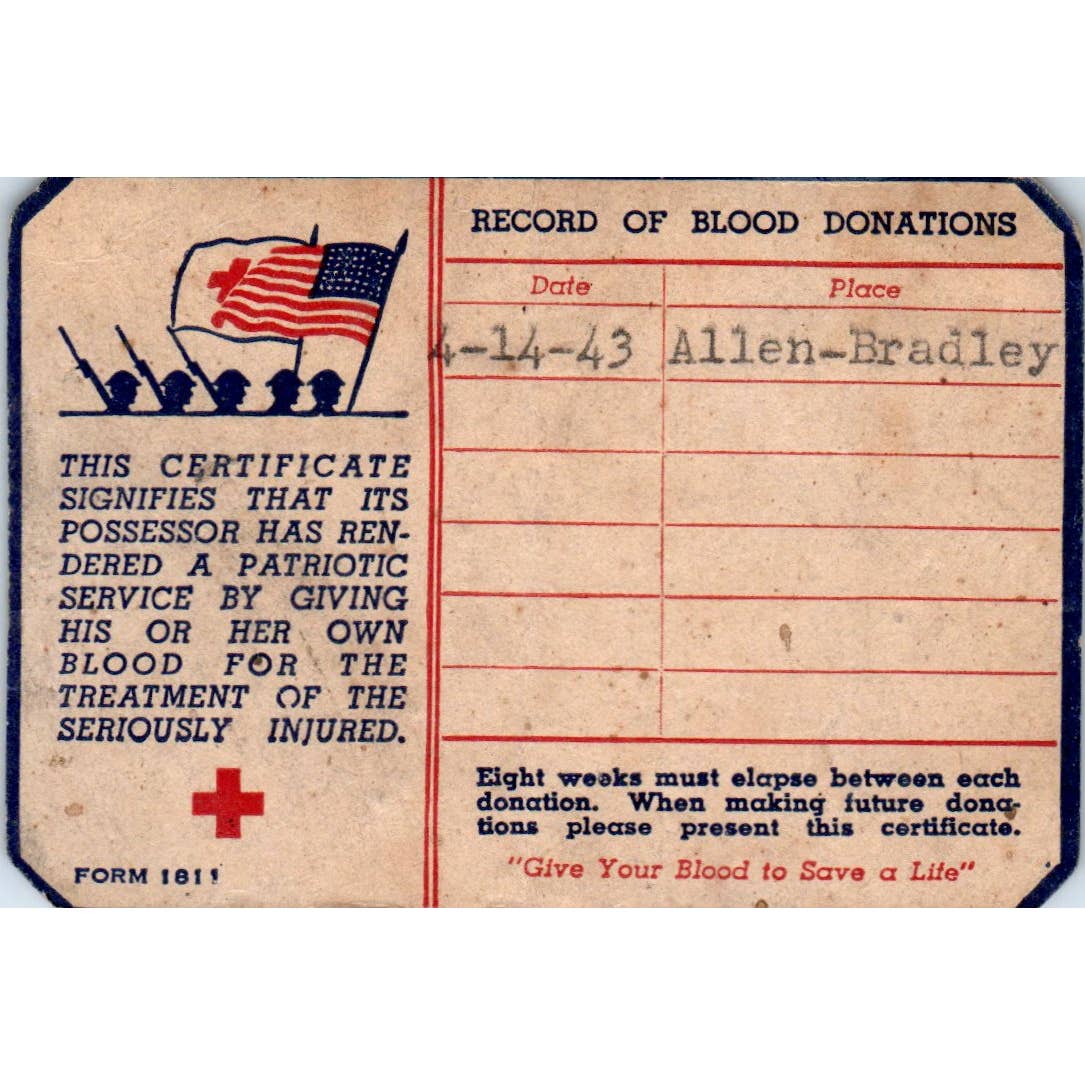 THIS CERTIFICATE
SIGNIFIES THAT ITS
POSSESSOR HAS REN-
DERED A PATRIOTIC
SERVICE BY GIVING
HIS OR HER OWN
BLOOD FOR THE
TREATMENT OF THE
SERIOUSLY INJURED.
FORM 1811
RECORD OF BLOOD DONATIONS
Date Place
4-14-43 Allen-Bradley
Eight weeks must elapse between each
donation. When making future dona-
tions please present this certificate.
"Give Your Blood to Save a Life"